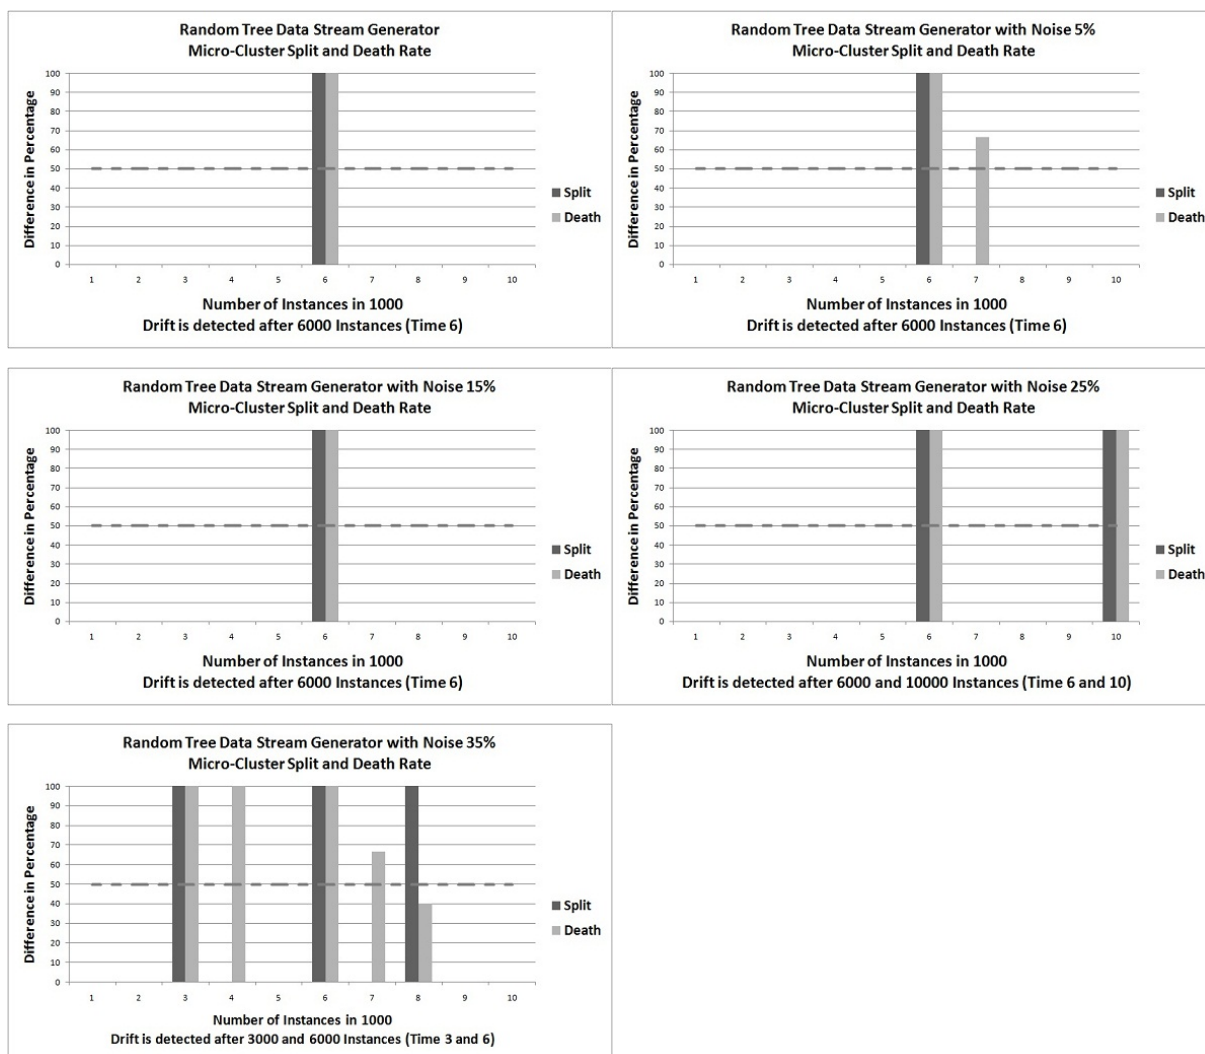 Random Tree Data Stream Generator
Micro-Cluster Split and Death Rate
Difference in Percentage
100
90
80
70
60
50
40
30
20
10
0
1 2 3 4 5 6 7 8 9 10
Split
Death
Number of Instances in 1000
Drift is detected after 6000 Instances (Time 6)
Random Tree Data Stream Generator with Noise 5%
Micro-Cluster Split and Death Rate
Difference in Percentage
100
90
80
70
60
50
40
30
20
10
0
1 2 3 4 5 6 7 8 9 10
Split
Death
Number of Instances in 1000
Drift is detected after 6000 Instances (Time 6)
Random Tree Data Stream Generator with Noise 15%
Micro-Cluster Split and Death Rate
Difference in Percentage
100
90
80
70
60
50
40
30
20
10
0
1 2 3 4 5 6 7 8 9 10
Split
Death
Number of Instances in 1000
Drift is detected after 6000 Instances (Time 6)
Random Tree Data Stream Generator with Noise 25%
Micro-Cluster Split and Death Rate
Difference in Percentage
100
90
80
70
60
50
40
30
20
10
0
1 2 3 4 5 6 7 8 9 10
Split
Death
Number of Instances in 1000
Drift is detected after 6000 and 10000 Instances (Time 6 and 10)
Random Tree Data Stream Generator with Noise 35%
Micro-Cluster Split and Death Rate
Difference in Percentage
100
90
80
70
60
50
40
30
20
10
0
1 2 3 4 5 6 7 8 9 10
Split
Death
Number of Instances in 1000
Drift is detected after 3000 and 6000 Instances (Time 3 and 6)